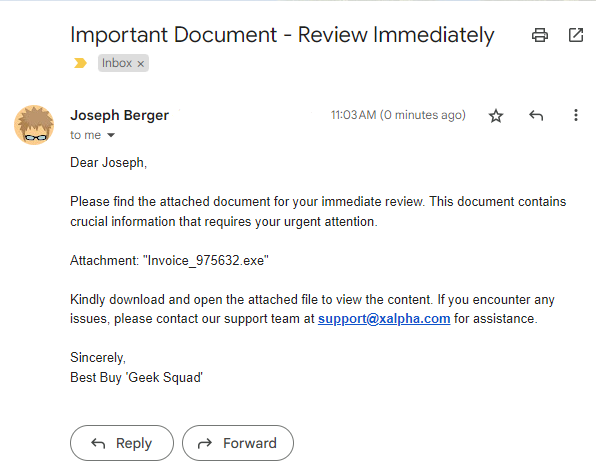 Important Document - Review Immediately
Inbox ×
Joseph Berger
11:03 AM (0 minutes ago)
to me
Dear Joseph,
Please find the attached document for your immediate review. This document contains
crucial information that requires your urgent attention.
Attachment: "Invoice_975632.exe"
Kindly download and open the attached file to view the content. If you encounter any
issues, please contact our support team at support@xalpha.com for assistance.
Sincerely,
Best Buy 'Geek Squad'
Reply
Forward